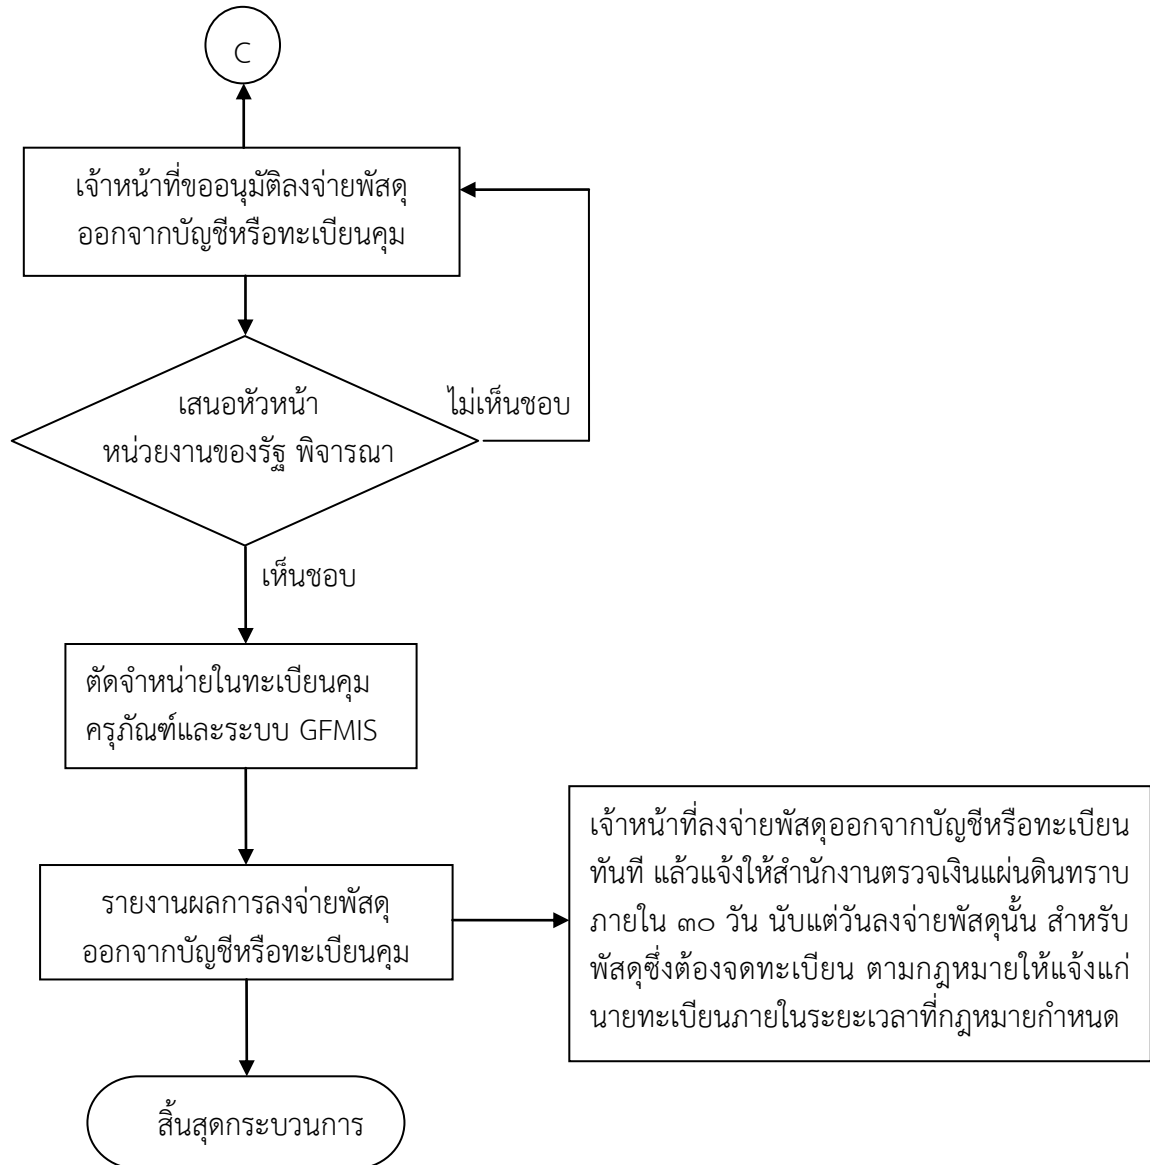 C
เจ้าหน้าที่ขออนุมัติลงจ่ายพัสดุ
ออกจากบัญชีหรือทะเบียนคุม
เสนอหัวหน้า
หน่วยงานของรัฐ พิจารณา
ไม่เห็นชอบ
เห็นชอบ
ตัดจำหน่ายในทะเบียนคุม
ครุภัณฑ์และระบบ GFMIS
รายงานผลการลงจ่ายพัสดุ
ออกจากบัญชีหรือทะเบียนคุม
เจ้าหน้าที่ลงจ่ายพัสดุออกจากบัญชีหรือทะเบียน
ทันที แล้วแจ้งให้สำนักงานตรวจเงินแผ่นดินทราบ
ภายใน ๓๐ วัน นับแต่วันลงจ่ายพัสดุนั้น สำหรับ
พัสดุซึ่งต้องจดทะเบียน ตามกฎหมายให้แจ้งแก่
นายทะเบียนภายในระยะเวลาที่กฎหมายกำหนด
สิ้นสุดกระบวนการ